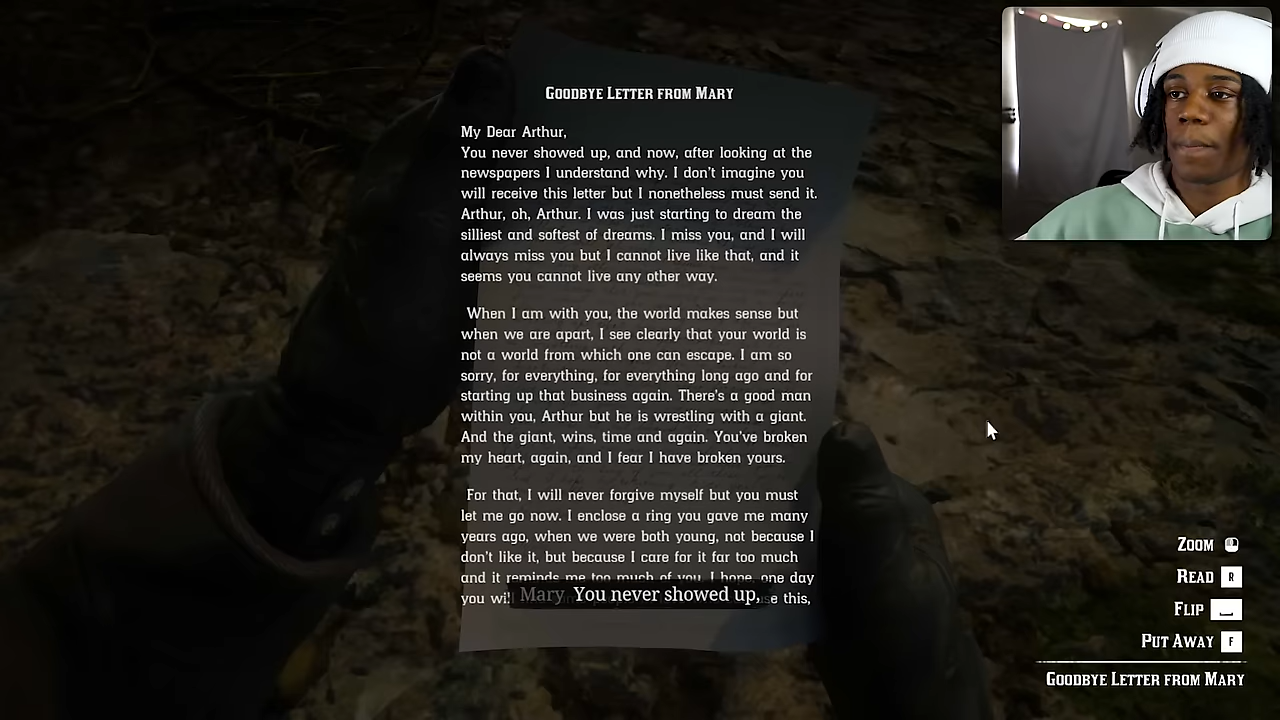 Goodbye Letter from Mary
My Dear Arthur,
You never showed up, and now, after looking at the
newspapers I understand why. I don't imagine you
will receive this letter but I nonetheless must send it.
Arthur, oh, Arthur. I was just starting to dream the
silliest and softest of dreams. I miss you, and I will
always miss you but I cannot live like that, and it
seems you cannot live any other way.
When I am with you, the world makes sense but
when we are apart, I see clearly that your world is
not a world from which one can escape. I am so
sorry, for everything, for everything long ago and for
starting up that business again. There's a good man
within you, Arthur but he is wrestling with a giant.
And the giant, wins, time and again. You've broken
my heart, again, and I fear I have broken yours.
For that, I will never forgive myself but you must
let me go now. I enclose a ring you gave me many
years ago, when we were both young, not because I
don't like it, but because I care for it far too much
and it reminds me too much of you. I hope, one day
you this,
Mary You never showed up,
Zoom
Read R
Flip
Put Away F
Goodbye Letter from Mary